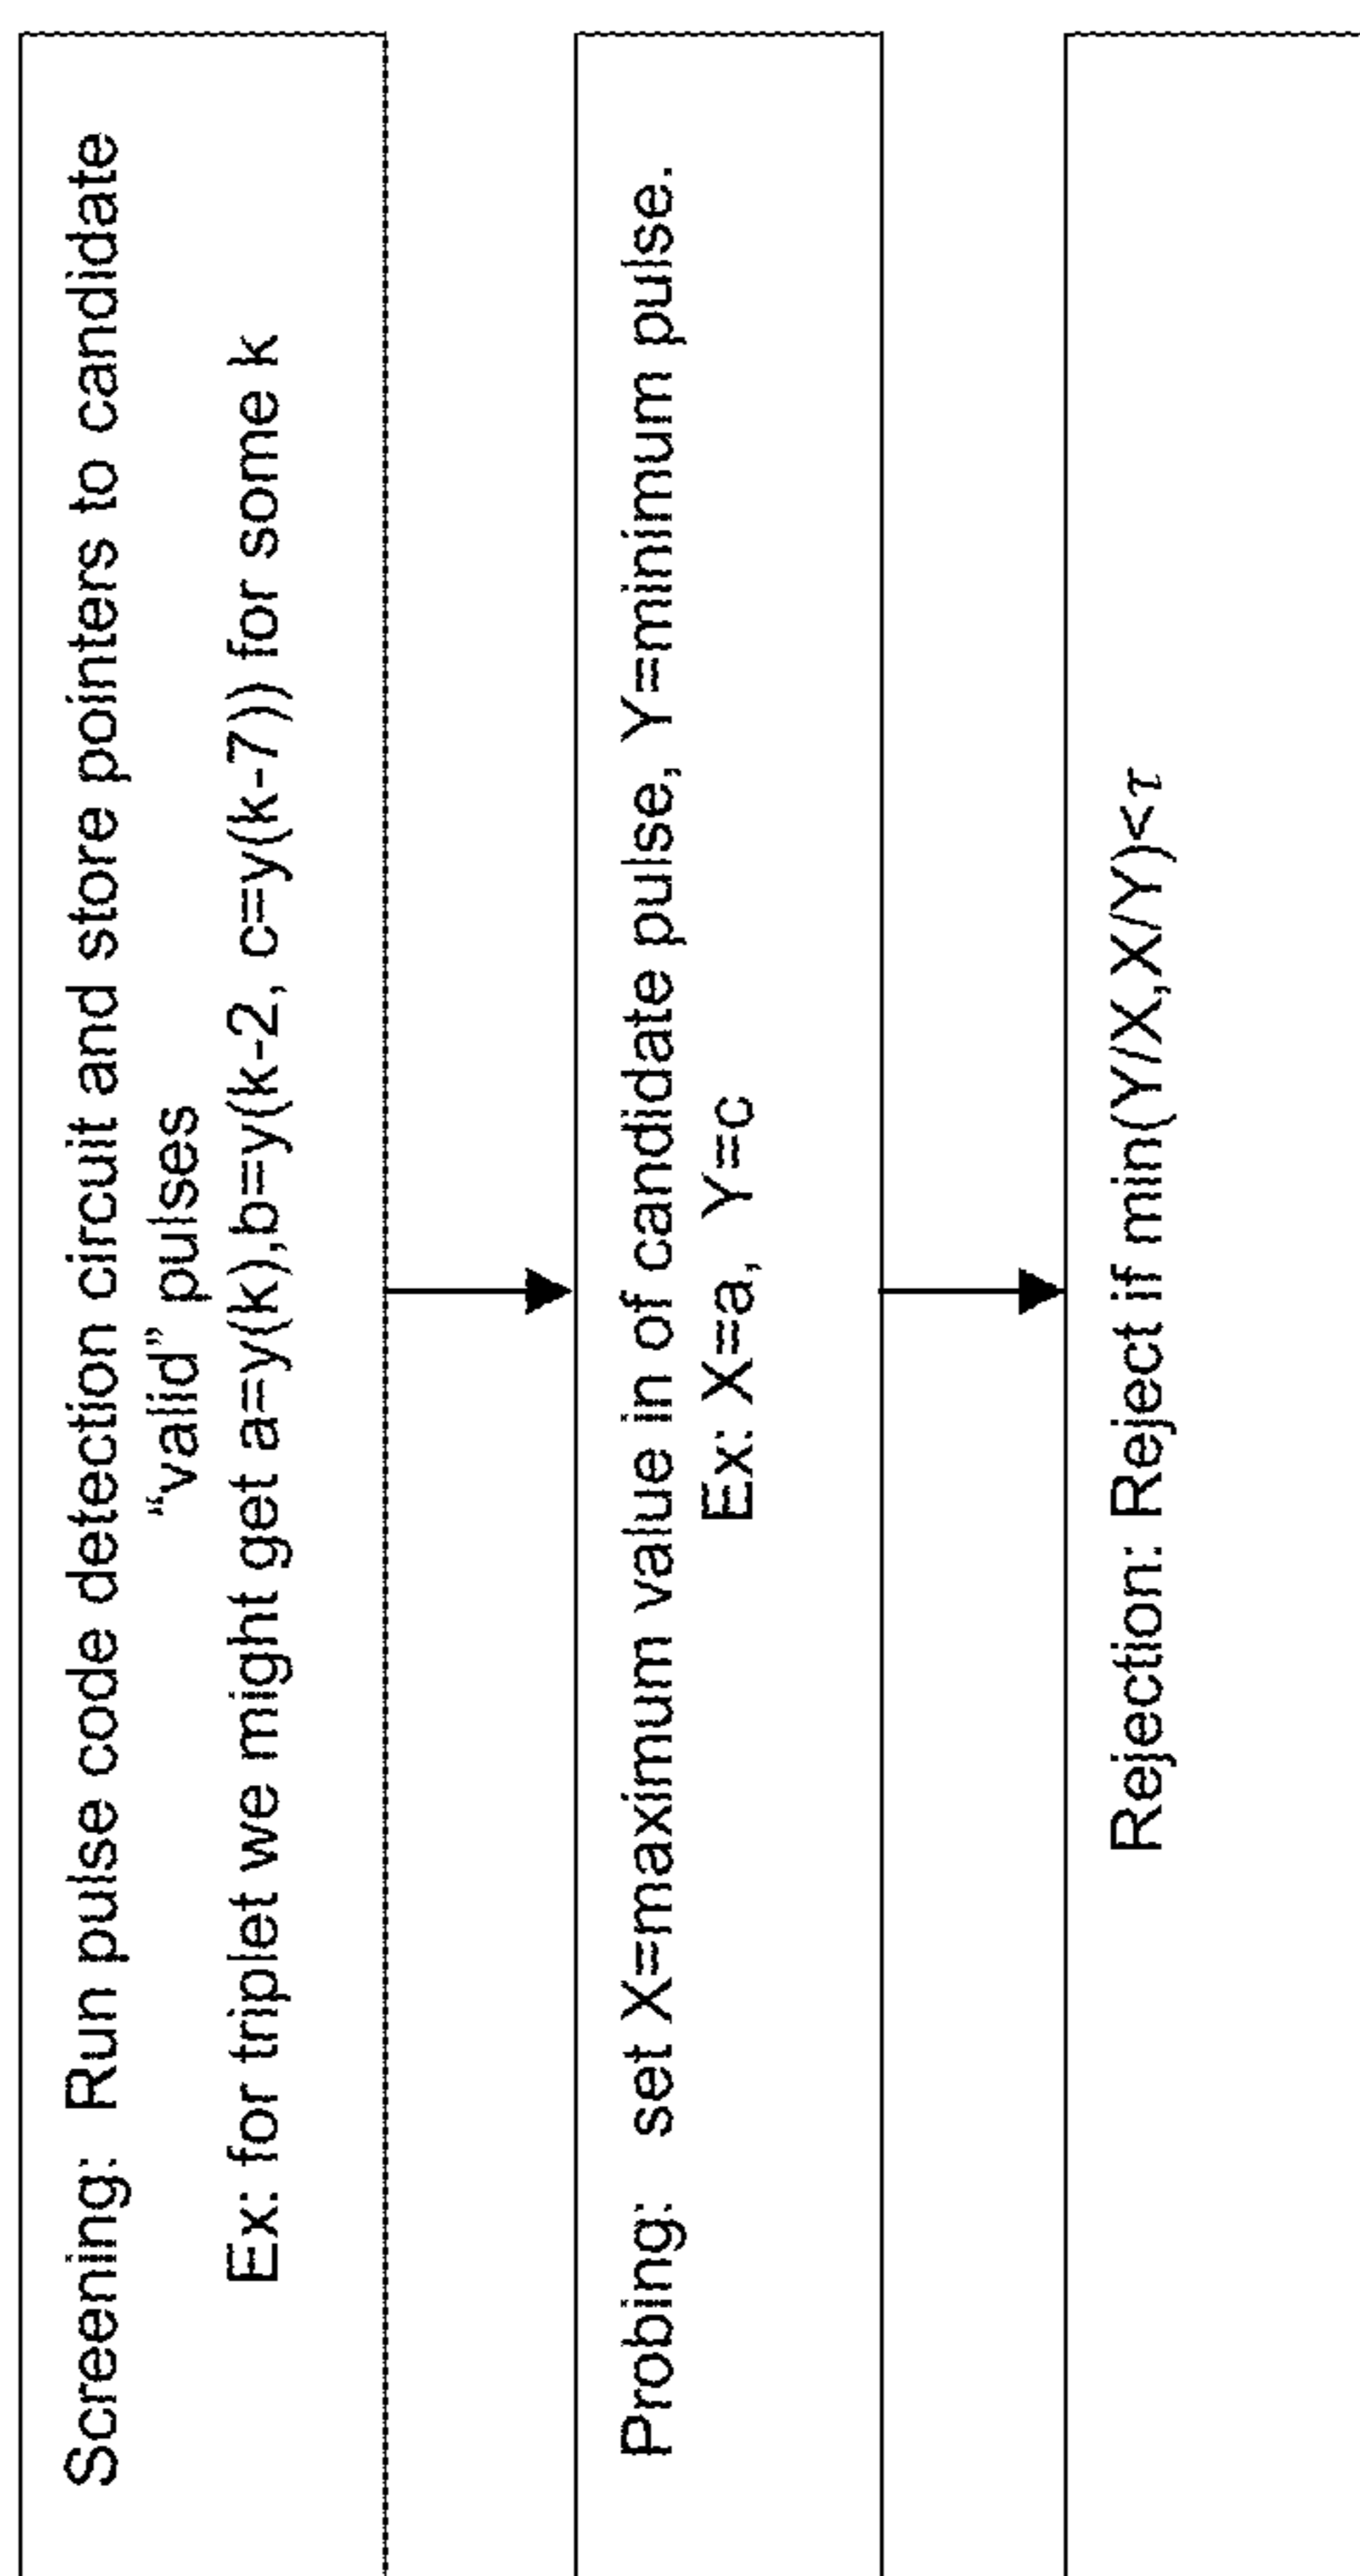 Screening: Run pulse code detection circuit and store pointers to candidate
“valid” pulses
Ex: for triplet we might get a=y(k),b=y(k-2, c=y(k-7)) for some k
Probing: set X=maximum value in of candidate pulse, Y=minimum pulse.
Ex: X=a, Y=c
Rejection: Reject if min(Y/X,X/Y)<τ